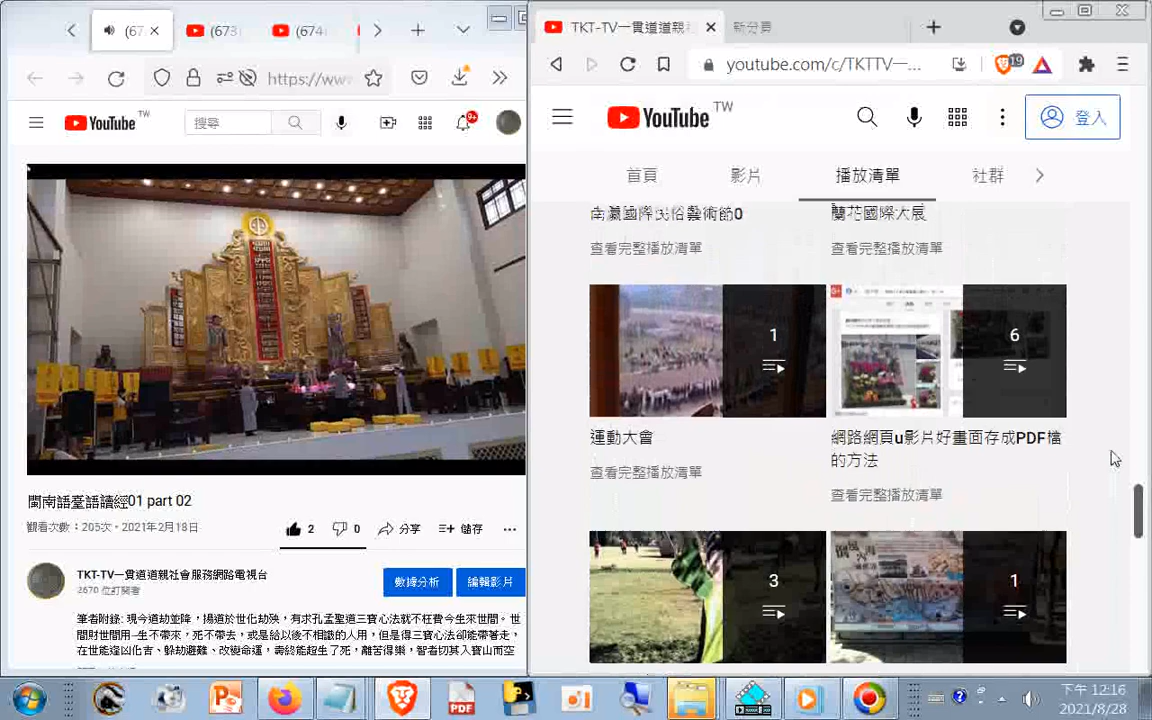 (67
(673
(674
https://ww
YouTube
TW
搜尋
9+
閩南語臺語讀經01 part 02
觀看次數：205次・2021年2月18日
2
0
分享
儲存
TKT-TV一貫道道親社會服務網路電視台
2670 位訂閱者
數據分析
編輯影片
筆者附錄: 現今道劫並降，揚道於世化劫殃，有求孔孟聖道三寶心法就不枉費今生來世間。世
間財世間用一生不帶來，死不帶去，或是給以後不相識的人用，但是得三寶心法卻能帶著走，
在世能逢凶化吉、躲劫避難、改變命運，壽終能超生了死，離苦得樂，智者切莫入寶山而空
TKT-TV一貫道道親
新分頁
youtube.com/c/TKTTV一...
19
YouTube
TW
登入
首頁
影片
播放清單
社群
南瀛國際民俗藝術節0
蘭花國際大展
查看完整播放清單
查看完整播放清單
1
6
運動大會
網路網頁u影片好畫面存成PDF檔
的方法
查看完整播放清單
查看完整播放清單
3
1
PDF
下午 12:16
2021/8/28